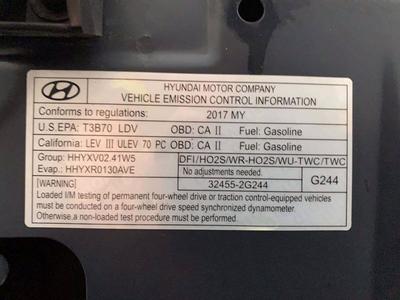 HYUNDAI MOTOR COMPANY
VEHICLE EMISSION CONTROL INFORMATION
Conforms to regulations: 2017 MY
U.S.EPA: T3B70 LDV OBD: CA II Fuel: Gasoline
California: LEV III ULEV 70 PC OBD: CA II Fuel: Gasoline
Group: HHYXV02.41W5 DFI/HO2S/WR-HO2S/WU-TWC/TWC
Evap.: HHYXR0130AVE No adjustments needed. G244
[WARNING] 32455-2G244
Loaded I/M testing of permanent four-wheel drive or traction control-equipped vehicles
must be conducted on a four-wheel drive speed synchronized dynamometer.
Otherwise,a non-loaded test procedure must be performed.